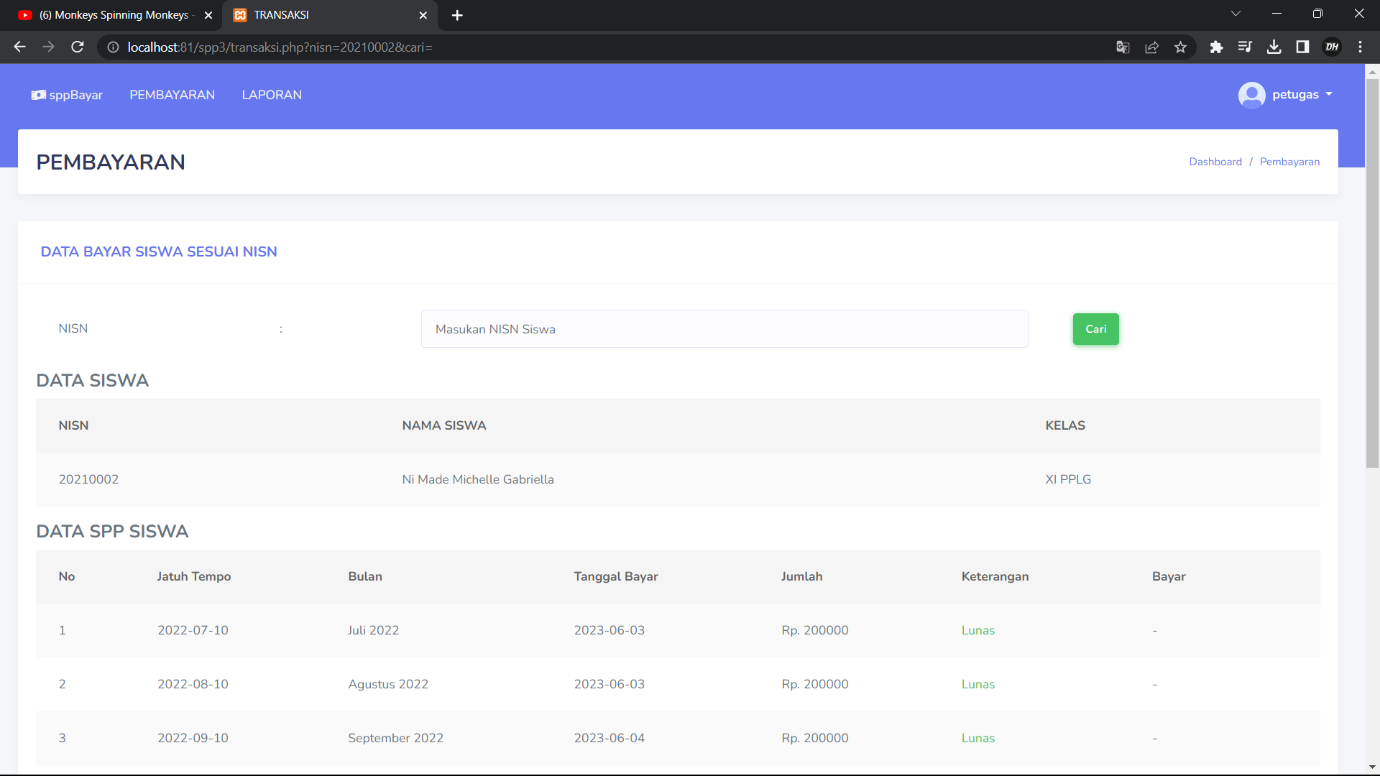 (6) Monkeys Spinning Monkeys -
TRANSAKSI
localhost:81/spp3/transaksi.php?nisn=20210002&cari=
DH
sppBayar PEMBAYARAN LAPORAN petugas
PEMBAYARAN
Dashboard / Pembayaran
DATA BAYAR SISWA SESUAI NISN
NISN : Masukan NISN Siswa Cari
DATA SISWA
NISN NAMA SISWA KELAS
20210002 Ni Made Michelle Gabriella XI PPLG
DATA SPP SISWA
No Jatuh Tempo Bulan Tanggal Bayar Jumlah Keterangan Bayar
1 2022-07-10 Juli 2022 2023-06-03 Rp. 200000 Lunas -
2 2022-08-10 Agustus 2022 2023-06-03 Rp. 200000 Lunas -
3 2022-09-10 September 2022 2023-06-04 Rp. 200000 Lunas -